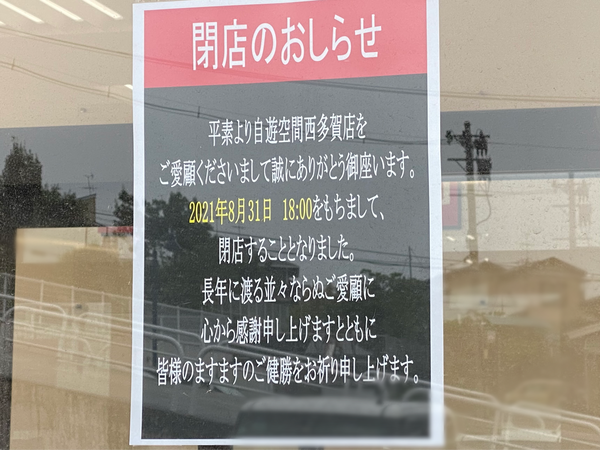 閉店のおしらせ
平素より自遊空間西多賀店を
ご愛顧くださいまして誠にありがとう御座います。
2021年8月31日 18:00をもちまして、
閉店することとなりました。
長年に渡る並々ならぬご愛顧に
心から感謝申し上げますとともに
皆様のますますのご健勝をお祈り申し上げます。